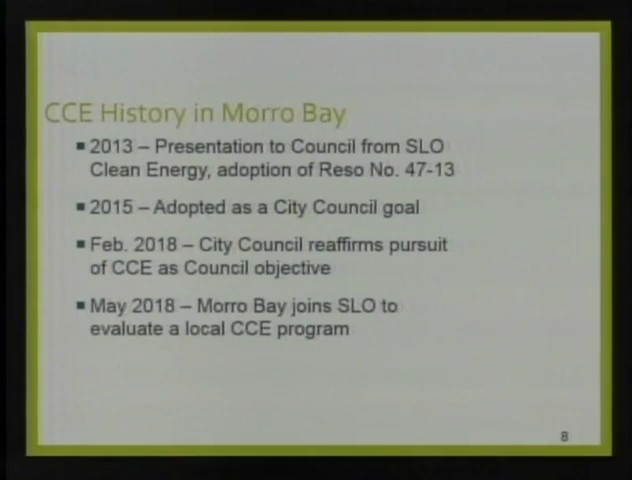 CCE History in Morro Bay
▪ 2013 – Presentation to Council from SLO
Clean Energy, adoption of Reso No. 47-13
▪ 2015 – Adopted as a City Council goal
▪ Feb. 2018 – City Council reaffirms pursuit
of CCE as Council objective
▪ May 2018 – Morro Bay joins SLO to
evaluate a local CCE program
8